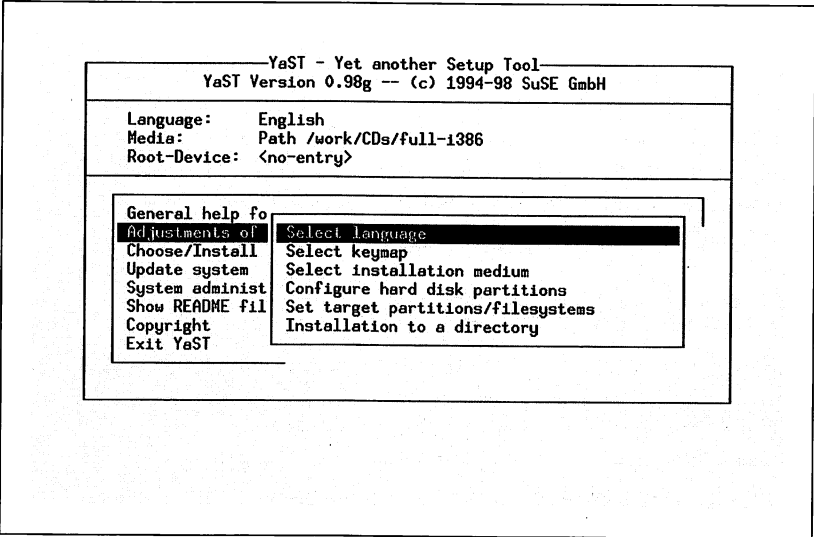 YaST - Yet another Setup Tool
YaST Version 0.98g -- (c) 1994-98 SuSE GmbH
Language: English
Media: Path /work/CDs/full-i386
Root-Device: <no-entry>
General help fo
Adjustments of
Choose/Install
Update system
System administ
Show README fil
Copyright
Exit YaST
Select language
Select keymap
Select installation medium
Configure hard disk partitions
Set target partitions/filesystems
Installation to a directory